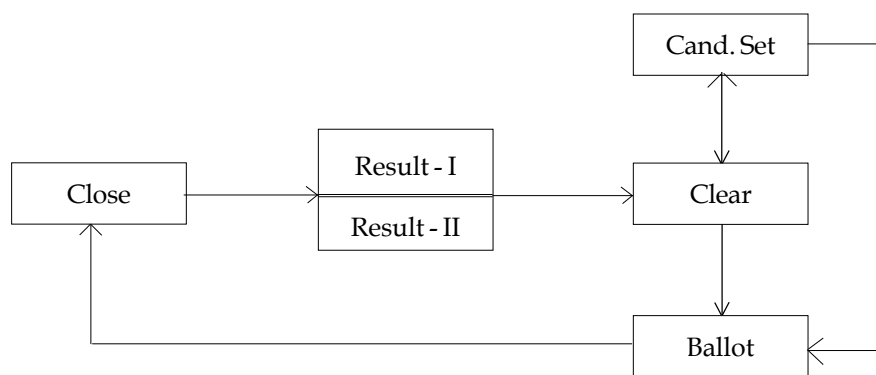 Cand. Set
Result - I
Close
Clear
Result - II
Ballot